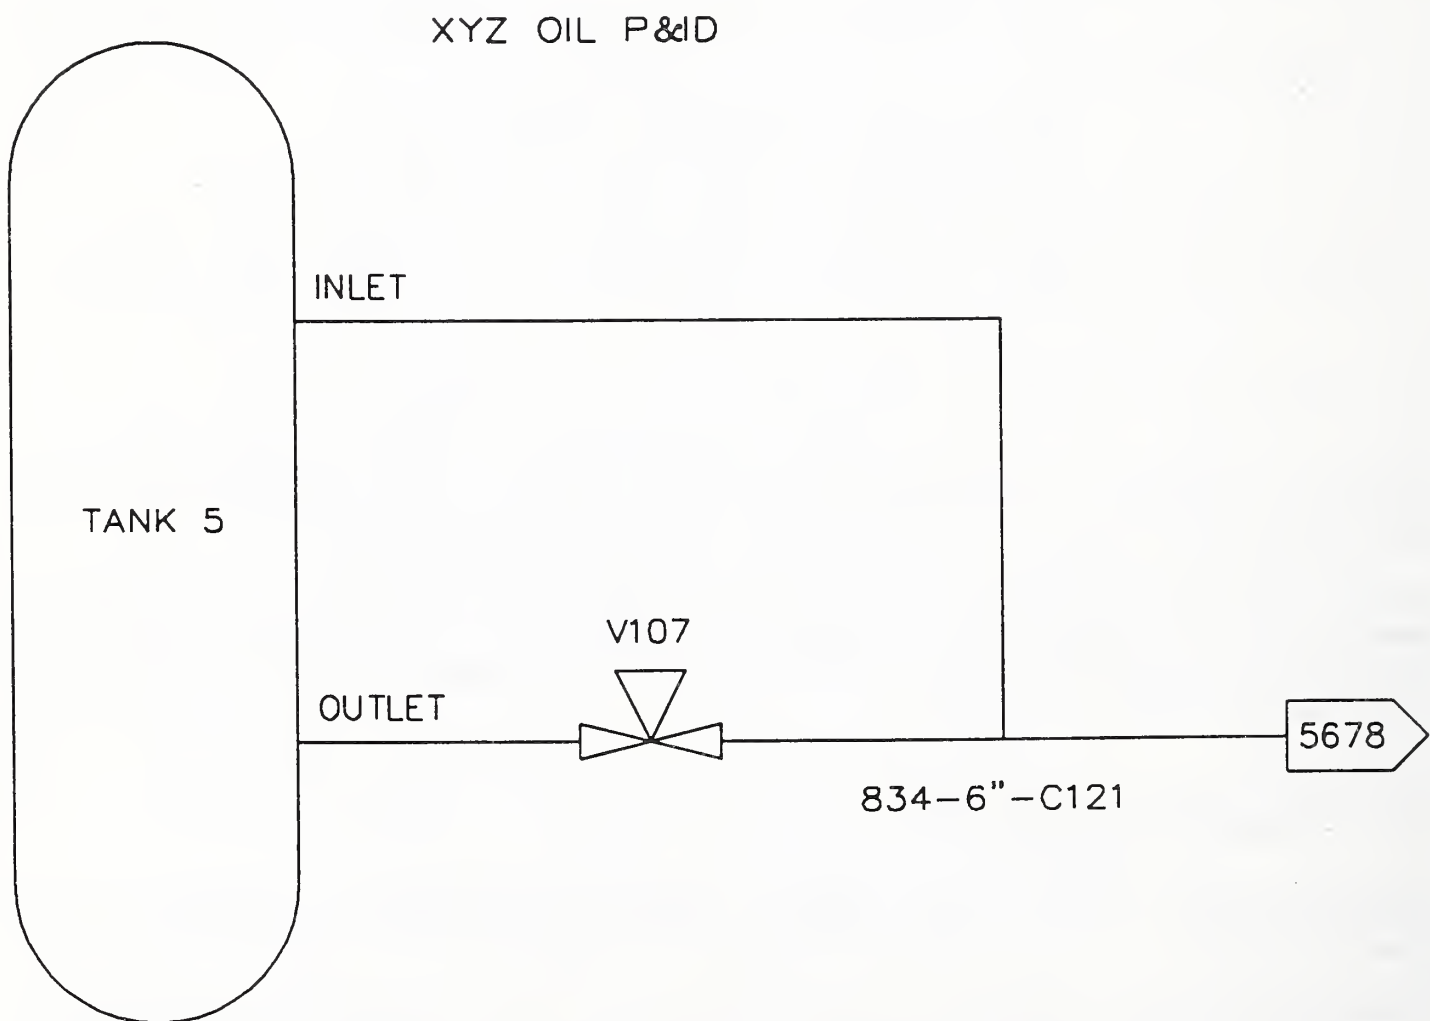 XYZ OIL P&ID
INLET
TANK 5
V107
OUTLET
5678
834-6"-C121